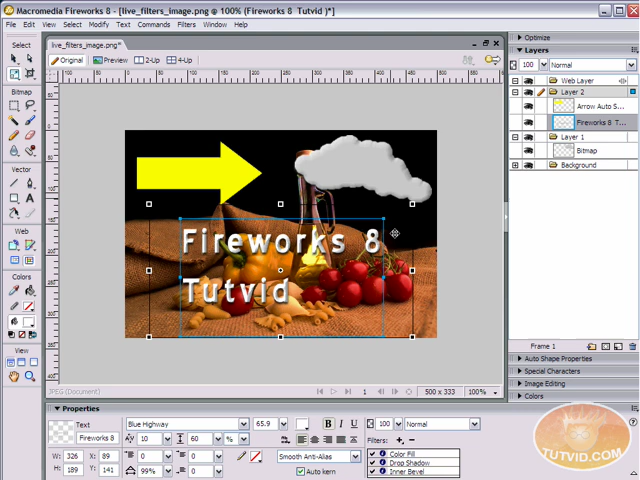 Macromedia Fireworks 8 - [live_filters_image.png @ 100% (Fireworks 8 Tutvid )*]
File Edit View Select Modify Text Commands Filters Window Help
Select
Bitmap
Vector
Web
Colors
View
live_filters_image.png*
Original Preview 2-Up 4-Up
Fireworks 8
Tutvid
JPEG (Document)
1
500 x 333
100%
Optimize
Layers
100 Normal
Web Layer
Layer 2
Arrow Auto S...
Fireworks 8 T...
Layer 1
Bitmap
Background
Frame 1
Auto Shape Properties
Special Characters
Image Editing
Colors
Properties
Text
Fireworks 8
W: 326 X: 89
H: 189 Y: 141
Blue Highway 65.9 B I U
10 60 %
0 0
99% 0
Smooth Anti-Alias
Auto kern
100 Normal
Filters:
Color Fill
Drop Shadow
Inner Bevel
TUTVID.COM